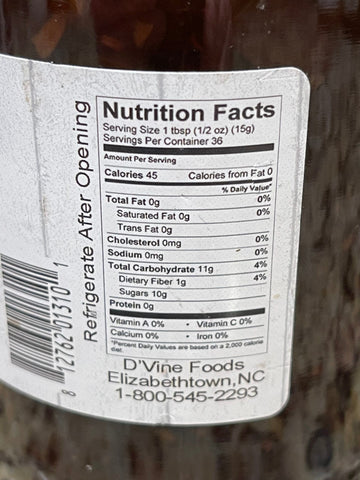 Nutrition Facts
Serving Size 1 tbsp (1/2 oz) (15g)
Servings Per Container 36
Amount Per Serving
Calories 45 Calories from Fat 0
% Daily Value*
Total Fat 0g 0%
Saturated Fat 0g 0%
Trans Fat 0g
Cholesterol 0mg 0%
Sodium 0mg 0%
Total Carbohydrate 11g 4%
Dietary Fiber 1g 4%
Sugars 10g
Protein 0g
Vitamin A 0% • Vitamin C 0%
Calcium 0% • Iron 0%
*Percent Daily Values are based on a 2,000 calorie
diet.
D'Vine Foods
Elizabethtown, NC
1-800-545-2293
Refrigerate After Opening
8 12762 01310 1